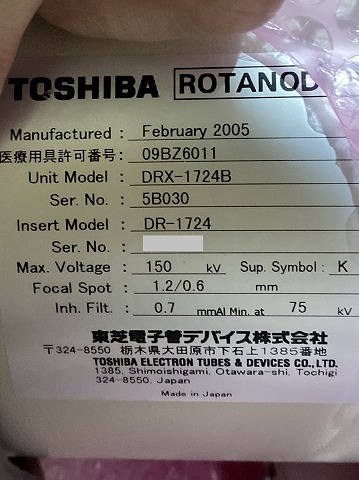 TOSHIBA ROTANOD
Manufactured : February 2005
医療用具許可番号: 09BZ6011
Unit Model : DRX-1724B
Ser. No. : 5B030
Insert Model : DR-1724
Ser. No. :
Max. Voltage : 150 kV Sup. Symbol : K
Focal Spot : 1.2/0.6 mm
Inh. Filt. : 0.7 mmAl Min. at 75 kV
東芝電子管デバイス株式会社
〒324-8550 栃木県大田原市下石上1385番地
TOSHIBA ELECTRON TUBES & DEVICES CO., LTD.
1385, Shimoishigami, Otawara-shi, Tochigi
324-8550, Japan
Made in Japan